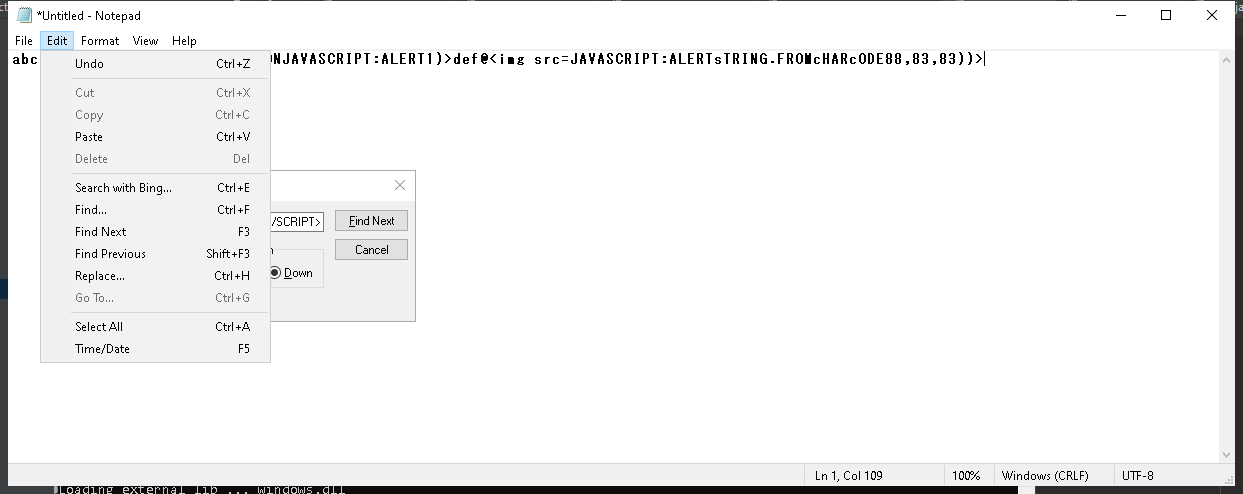 *Untitled - Notepad
File Edit Format View Help
abc NJAVASCRIPT:ALERT1)>def@<img src=JAVASCRIPT:ALERTsTRING.FROMcHARcODE88,83,83))>
Undo Ctrl+Z
Cut Ctrl+X
Copy Ctrl+C
Paste Ctrl+V
Delete Del
Search with Bing... Ctrl+E
Find... Ctrl+F
Find Next F3
Find Previous Shift+F3
Replace... Ctrl+H
Go To... Ctrl+G
Select All Ctrl+A
Time/Date F5
/SCRIPT> Find Next
Cancel
Down
Ln 1, Col 109 100% Windows (CRLF) UTF-8
Loading external lib ... windows.dll